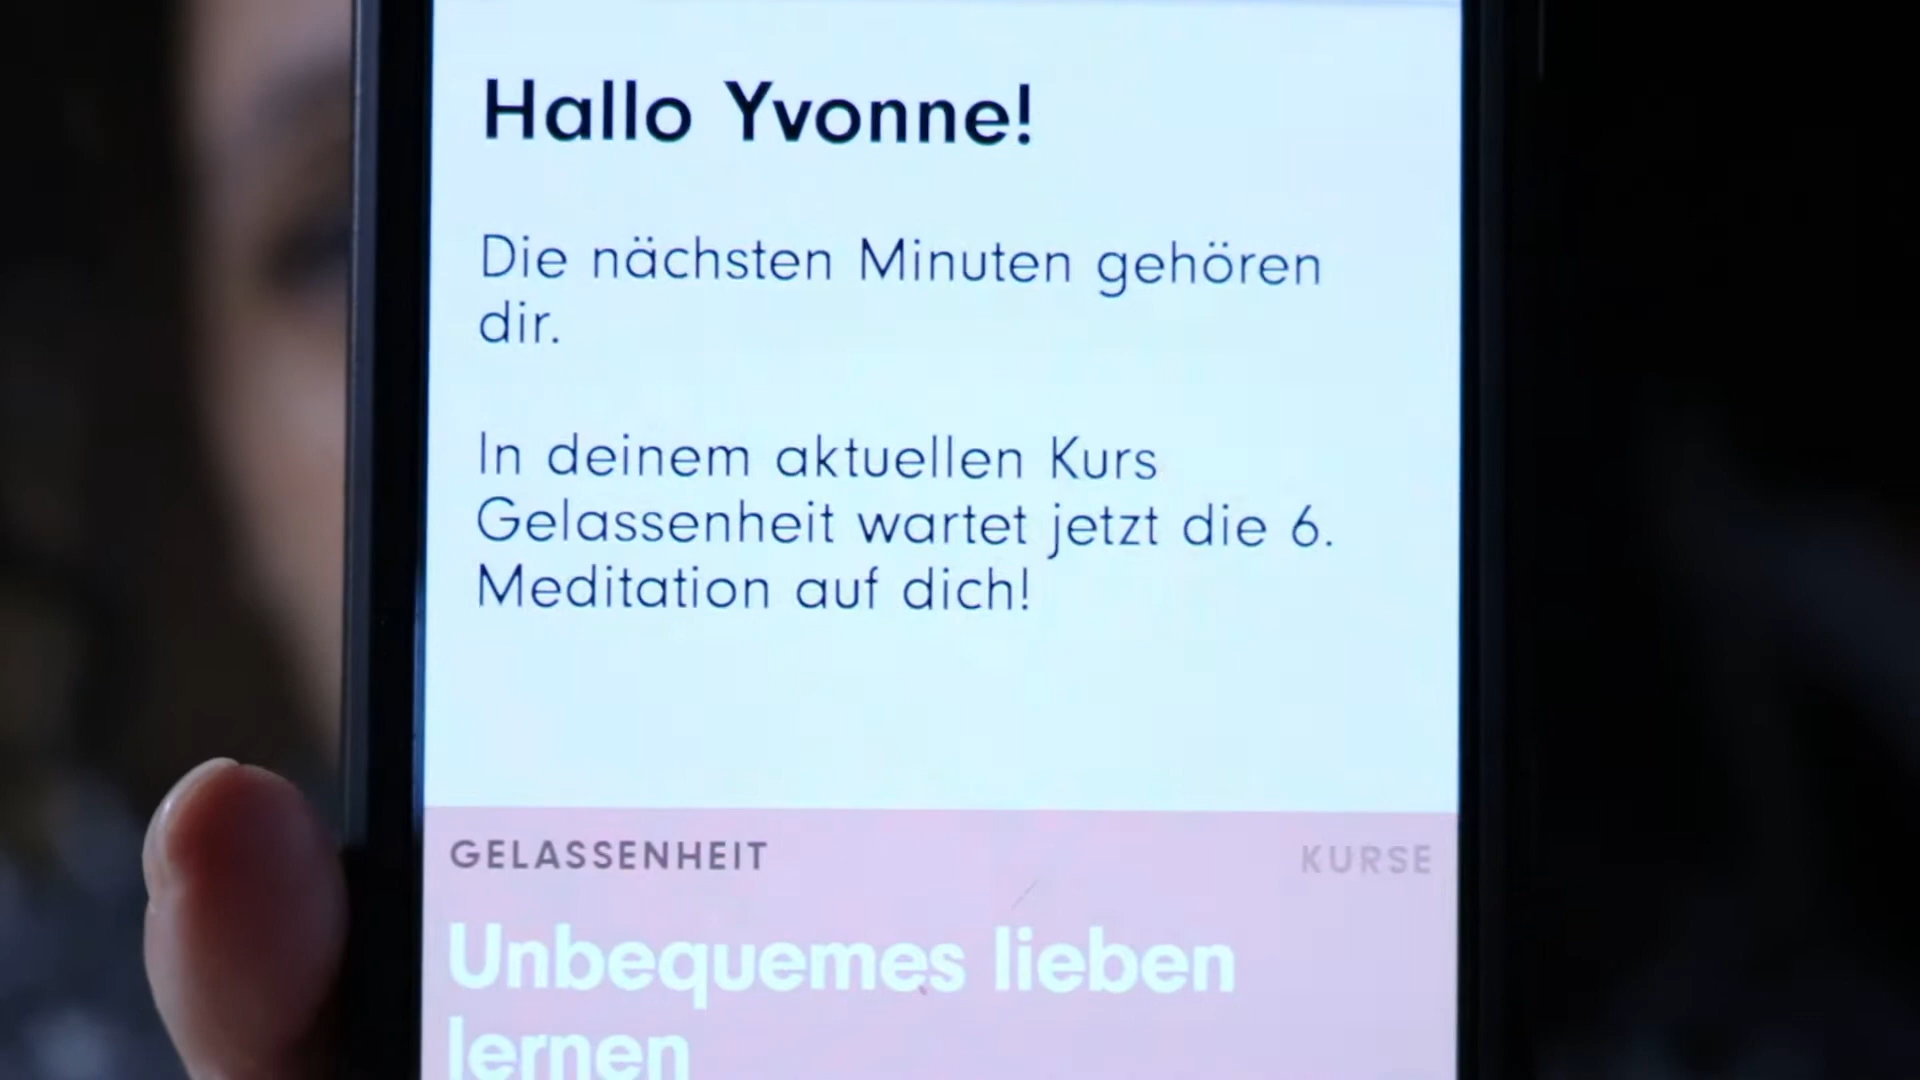 Hallo Yvonne!
Die nächsten Minuten gehören
dir.
In deinem aktuellen Kurs
Gelassenheit wartet jetzt die 6.
Meditation auf dich!
GELASSENHEIT
KURSE
Unbequemes lieben
lernen